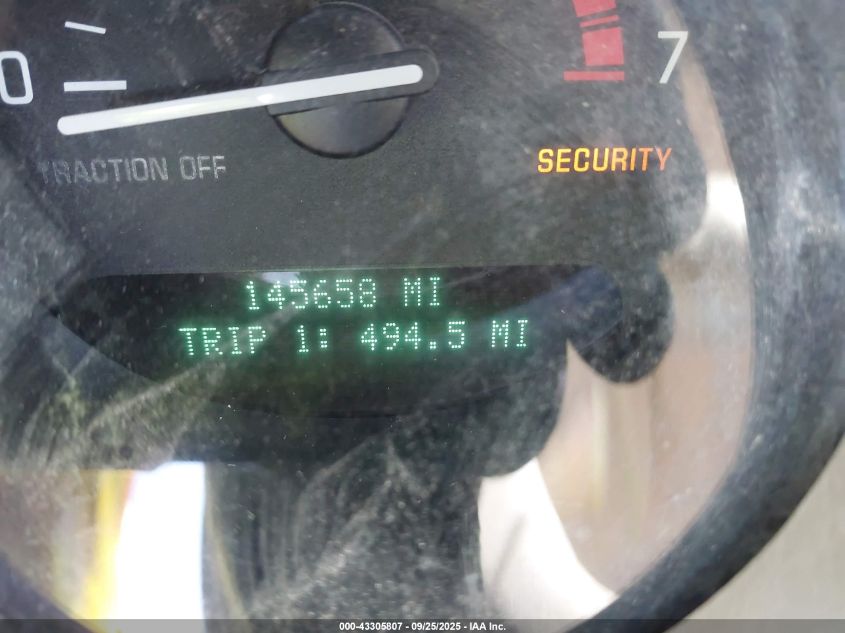 0
7
TRACTION OFF
SECURITY
145658 MI
TRIP 1: 494.5 MI
000-43305807 - 09/25/2025 - IAA Inc.